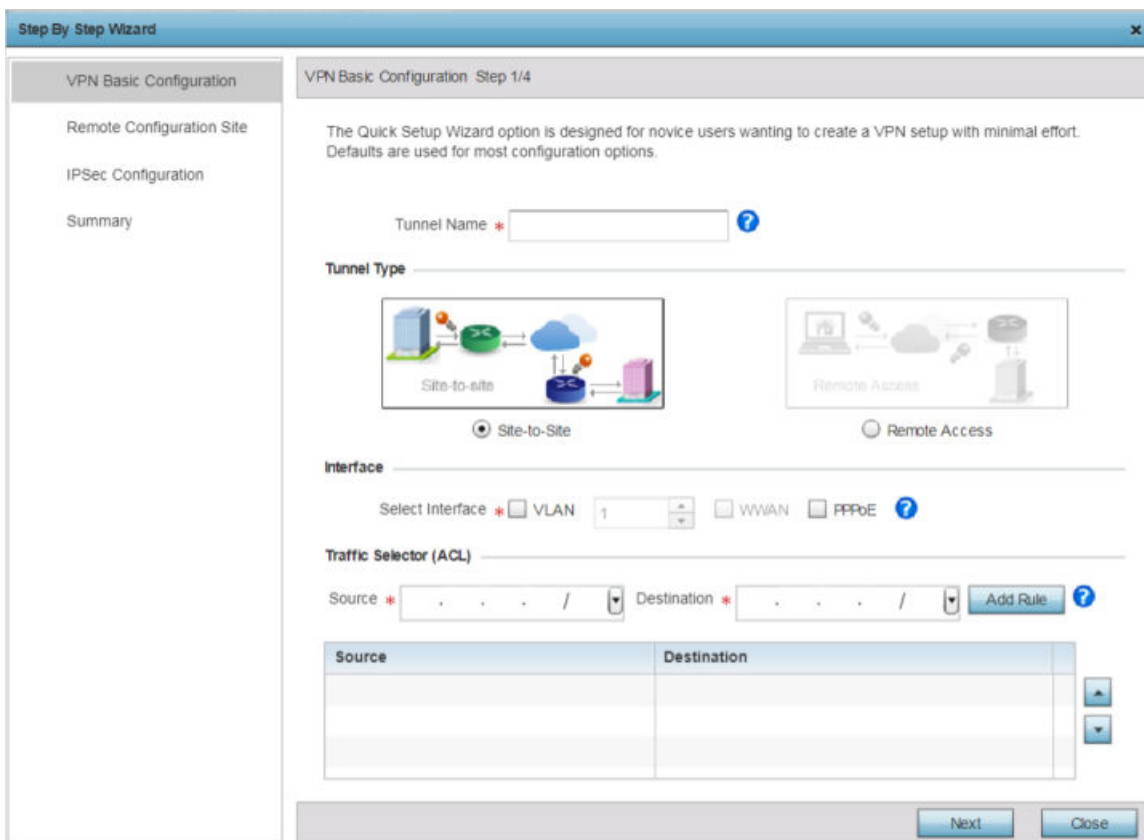 Step By Step Wizard
VPN Basic Configuration
Remote Configuration Site
IPSec Configuration
Summary
VPN Basic Configuration Step 1/4
The Quick Setup Wizard option is designed for novice users wanting to create a VPN setup with minimal effort.
Defaults are used for most configuration options.
Tunnel Name *
Tunnel Type
Site-to-site
Remote Access
Site-to-Site
Remote Access
Interface
Select Interface * VLAN 1 WWAN PPPoE
Traffic Selector (ACL)
Source * . . . / Destination * . . . / Add Rule
Source Destination
Next Close